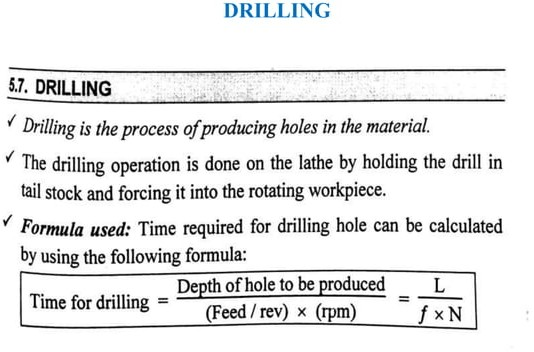 DRILLING
5.7. DRILLING
✓ Drilling is the process of producing holes in the material.
✓ The drilling operation is done on the lathe by holding the drill in
tail stock and forcing it into the rotating workpiece.
✓ Formula used: Time required for drilling hole can be calculated
by using the following formula:
Time for drilling = Depth of hole to be produced / (Feed / rev) × (rpm) = L / f × N